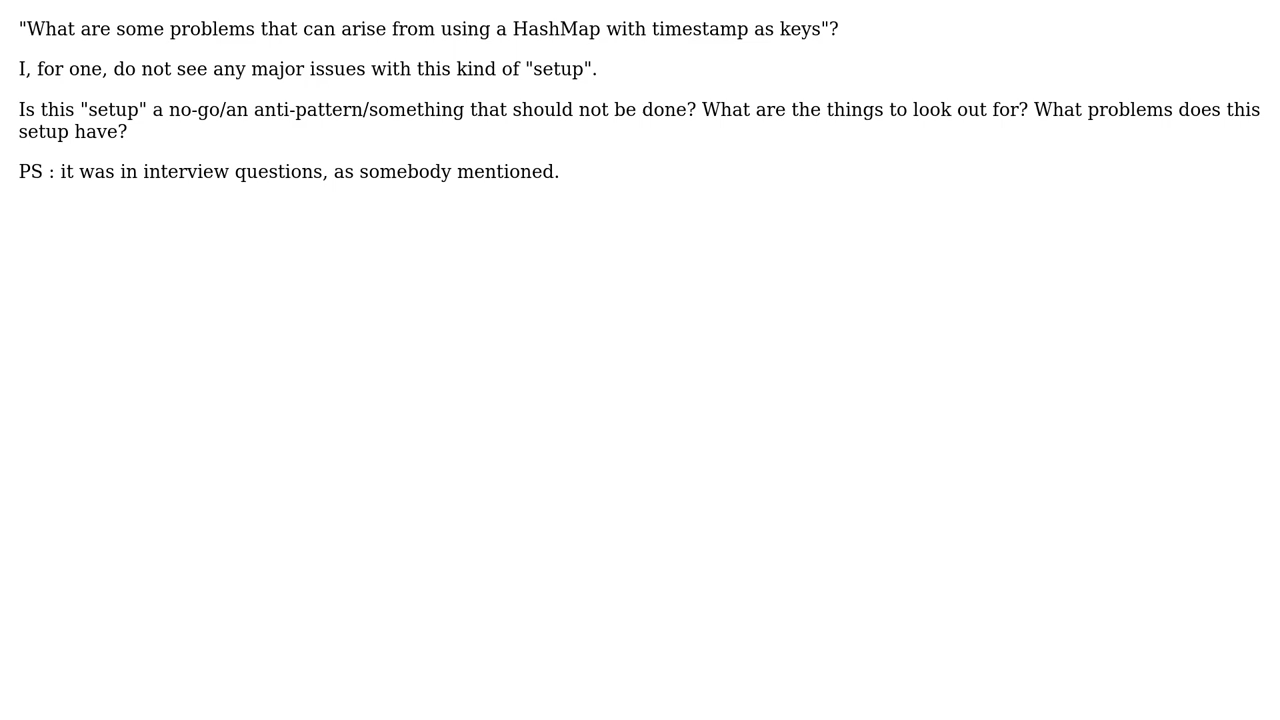 "What are some problems that can arise from using a HashMap with timestamp as keys"?
I, for one, do not see any major issues with this kind of "setup".
Is this "setup" a no-go/an anti-pattern/something that should not be done? What are the things to look out for? What problems does this
setup have?
PS : it was in interview questions, as somebody mentioned.